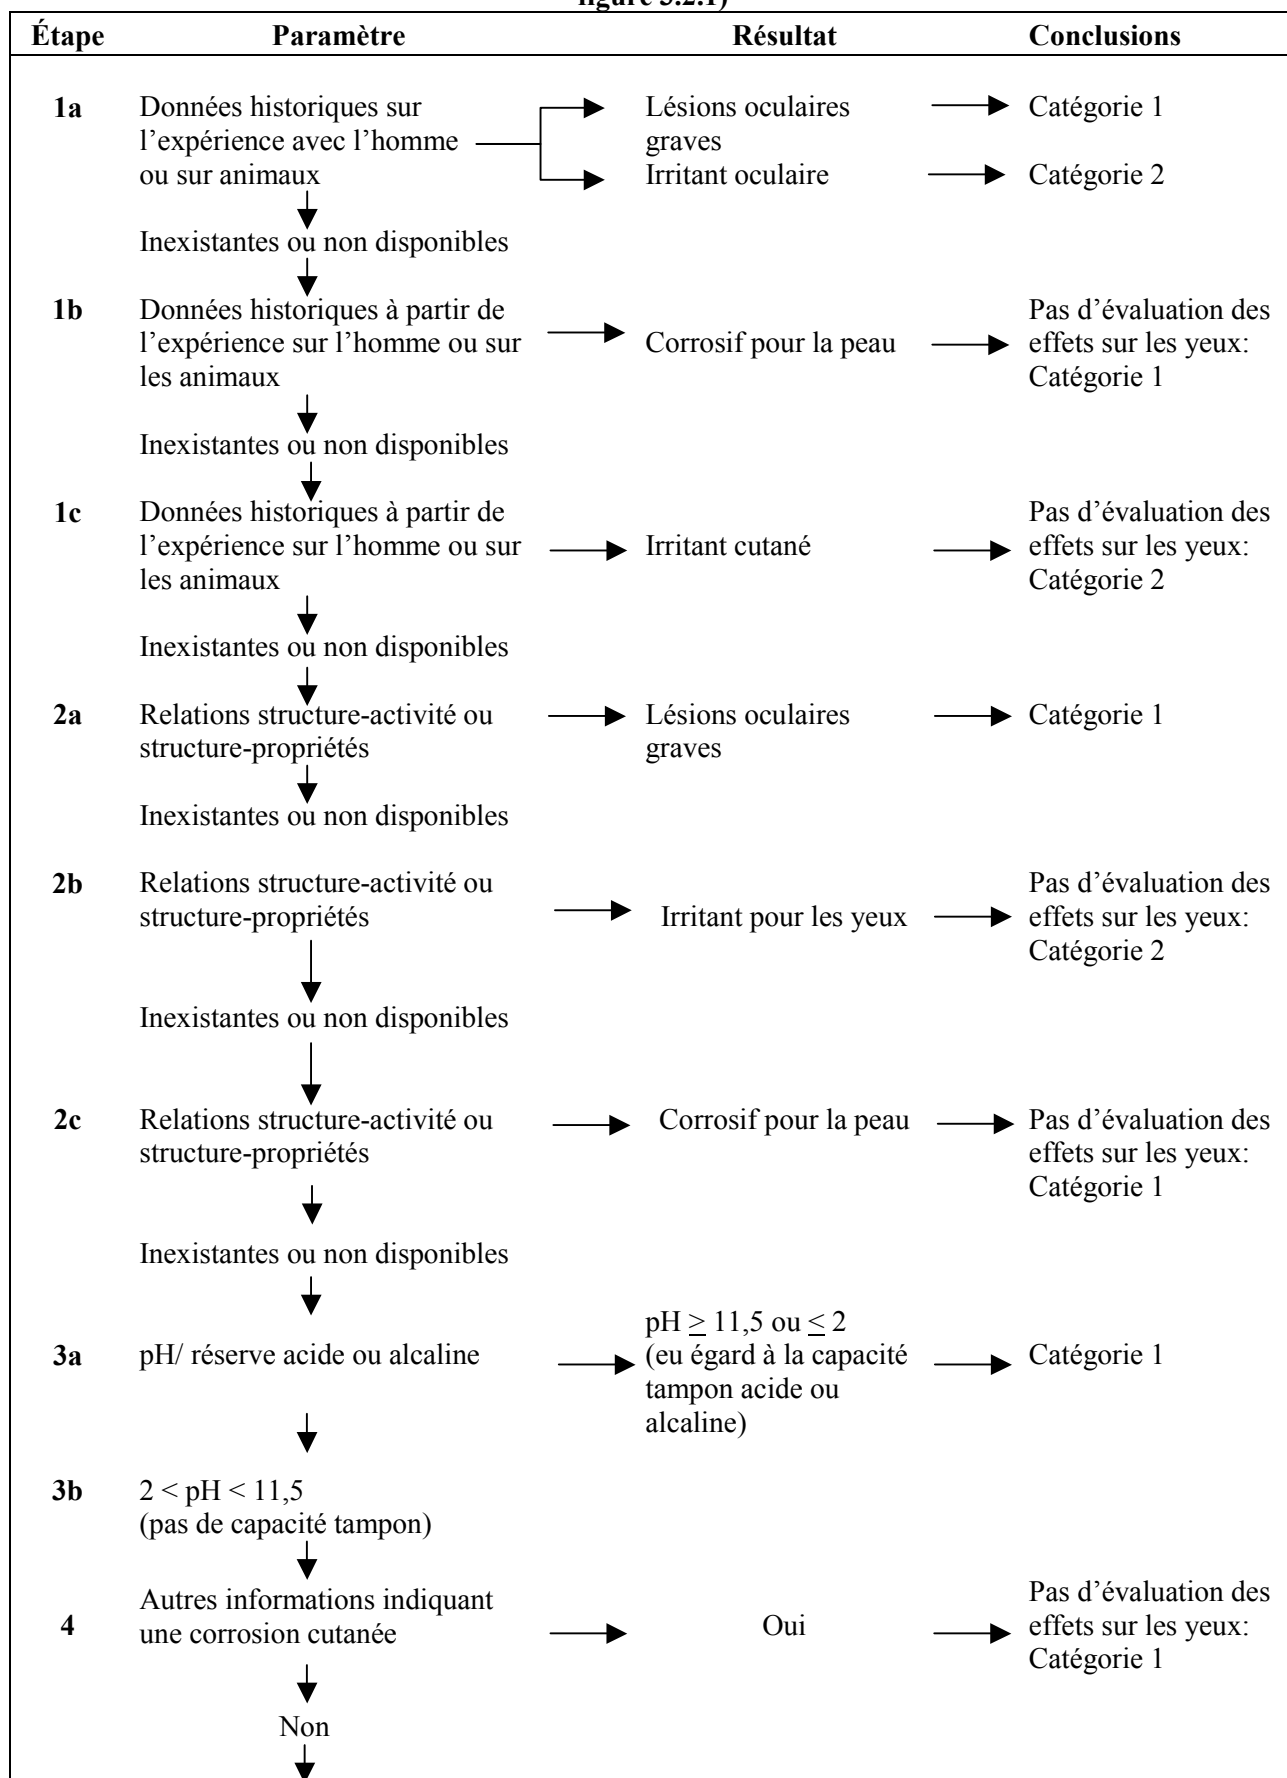 figure 3.2.1)
Étape Paramètre Résultat Conclusions
1a Données historiques sur Lésions oculaires Catégorie 1
l’expérience avec l’homme graves
ou sur animaux Irritant oculaire Catégorie 2
Inexistantes ou non disponibles
1b Données historiques à partir de Pas d’évaluation des
l’expérience sur l’homme ou sur Corrosif pour la peau effets sur les yeux:
les animaux Catégorie 1
Inexistantes ou non disponibles
1c Données historiques à partir de Pas d’évaluation des
l’expérience sur l’homme ou sur Irritant cutané effets sur les yeux:
les animaux Catégorie 2
Inexistantes ou non disponibles
2a Relations structure-activité ou Lésions oculaires Catégorie 1
structure-propriétés graves
Inexistantes ou non disponibles
2b Relations structure-activité ou Pas d’évaluation des
structure-propriétés Irritant pour les yeux effets sur les yeux:
Catégorie 2
Inexistantes ou non disponibles
2c Relations structure-activité ou Corrosif pour la peau Pas d’évaluation des
structure-propriétés effets sur les yeux:
Catégorie 1
Inexistantes ou non disponibles
pH ≥ 11,5 ou ≤ 2
3a pH/ réserve acide ou alcaline (eu égard à la capacité Catégorie 1
tampon acide ou
alcaline)
3b 2 < pH < 11,5
(pas de capacité tampon)
Autres informations indiquant Pas d’évaluation des
4 une corrosion cutanée Oui effets sur les yeux:
Catégorie 1
Non